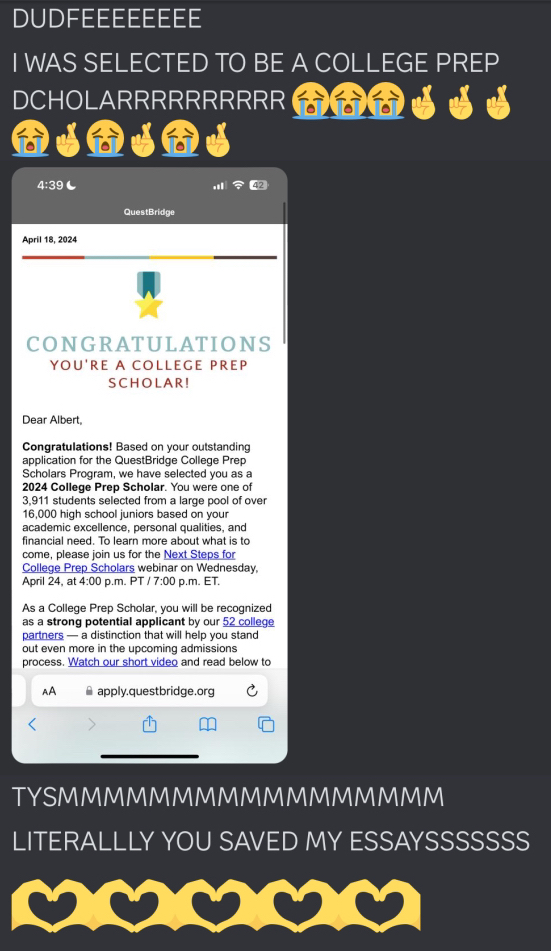 DUDFEEEEEEEE
I WAS SELECTED TO BE A COLLEGE PREP
DCHOLARRRRRRRRRRR 😭😭😭🤞🤞🤞
😭🤞😭🤞😭🤞
4:39 42
QuestBridge
April 18, 2024
CONGRATULATIONS
YOU'RE A COLLEGE PREP
SCHOLAR!
Dear Albert,
Congratulations! Based on your outstanding
application for the QuestBridge College Prep
Scholars Program, we have selected you as a
2024 College Prep Scholar. You were one of
3,911 students selected from a large pool of over
16,000 high school juniors based on your
academic excellence, personal qualities, and
financial need. To learn more about what is to
come, please join us for the Next Steps for
College Prep Scholars webinar on Wednesday,
April 24, at 4:00 p.m. PT / 7:00 p.m. ET.
As a College Prep Scholar, you will be recognized
as a strong potential applicant by our 52 college
partners — a distinction that will help you stand
out even more in the upcoming admissions
process. Watch our short video and read below to
AA apply.questbridge.org
TYSMMMMMMMMMMMMMMMMM
LITERALLLY YOU SAVED MY ESSAYSSSSSSS
🫶🫶🫶🫶🫶